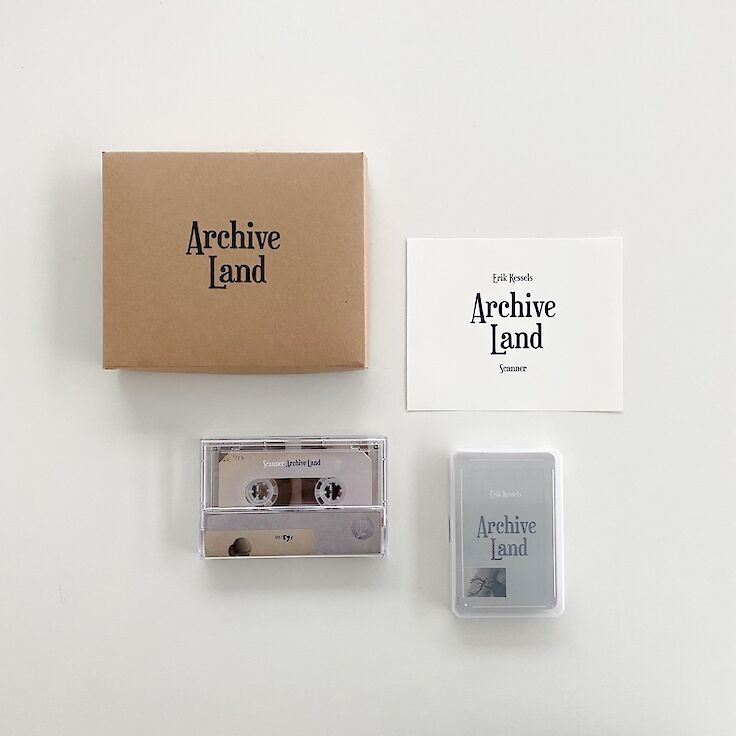 Archive
Land
Erik Kessels
Archive
Land
Scanner
Scanner Archive Land
Erik Kessels
Archive
Land